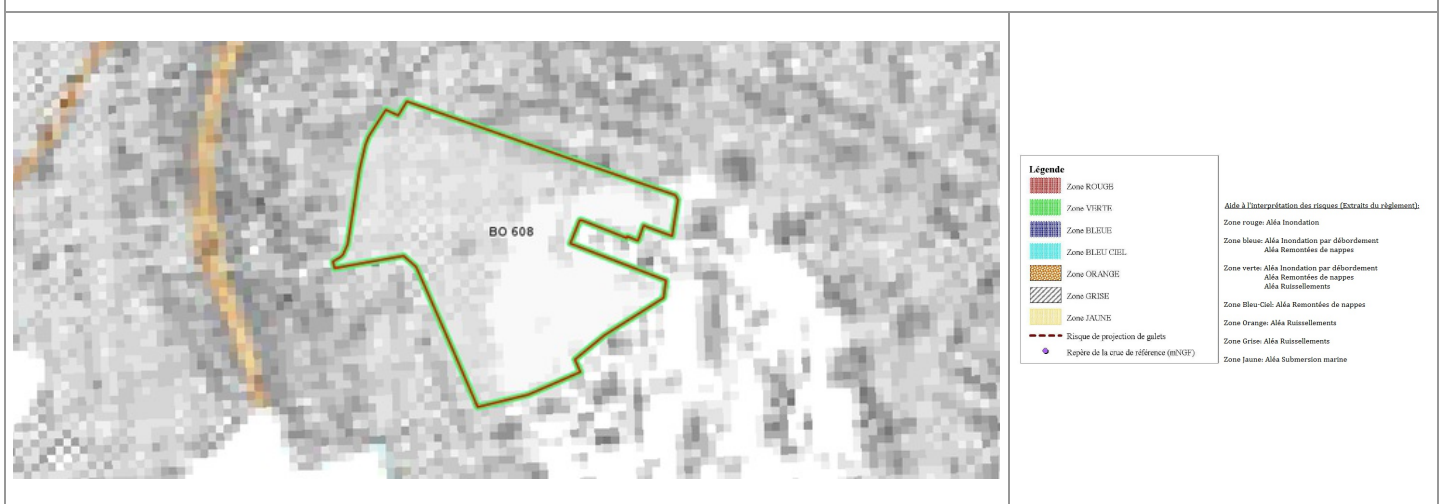 BO 608
Légende
Zone ROUGE
Zone VERTE
Zone BLEUE
Zone BLEU CIEL
Zone ORANGE
Zone GRISE
Zone JAUNE
Risque de projection de galets
Repère de la crue de référence (mNGF)
Aide à l'interprétation des risques (Extraits du règlement):
Zone rouge: Aléa Inondation
Zone bleue: Aléa Inondation par débordement
Aléa Remontées de nappes
Zone verte: Aléa Inondation par débordement
Aléa Remontées de nappes
Aléa Ruissellements
Zone Bleu-Ciel: Aléa Remontées de nappes
Zone Orange: Aléa Ruissellements
Zone Grise: Aléa Ruissellements
Zone Jaune: Aléa Submersion marine